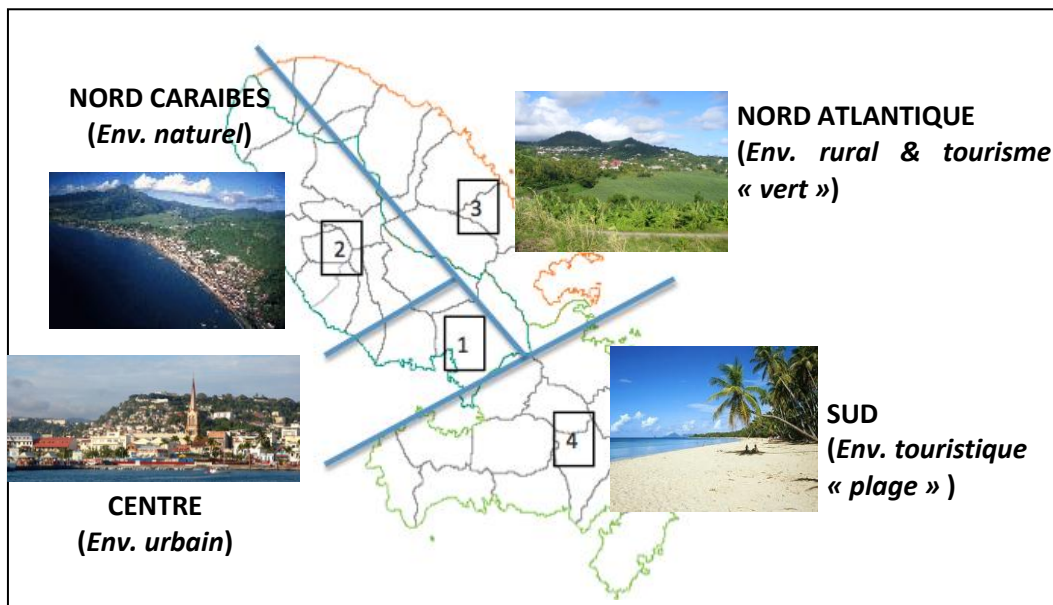 NORD CARAIBES
(Env. naturel)
NORD ATLANTIQUE
(Env. rural & tourisme
« vert »)
3
2
1
4
SUD
(Env. touristique
« plage » )
CENTRE
(Env. urbain)